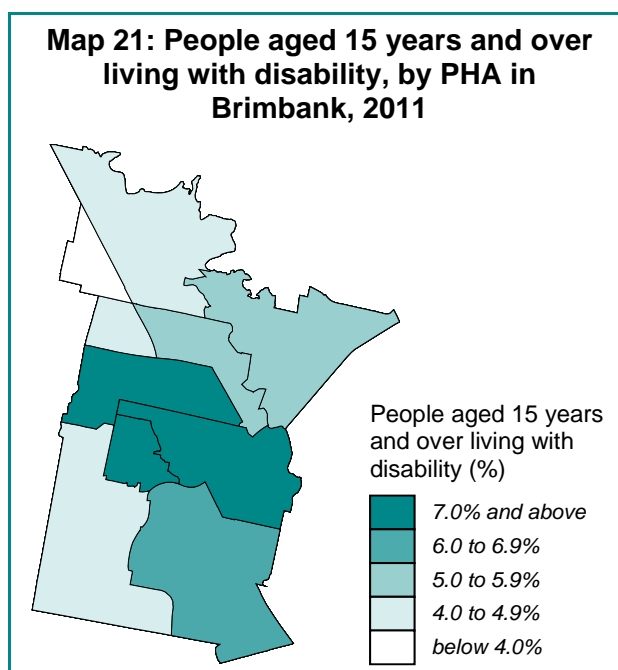 Map 21: People aged 15 years and over
living with disability, by PHA in
Brimbank, 2011
People aged 15 years
and over living with
disability (%)
7.0% and above
6.0 to 6.9%
5.0 to 5.9%
4.0 to 4.9%
below 4.0%